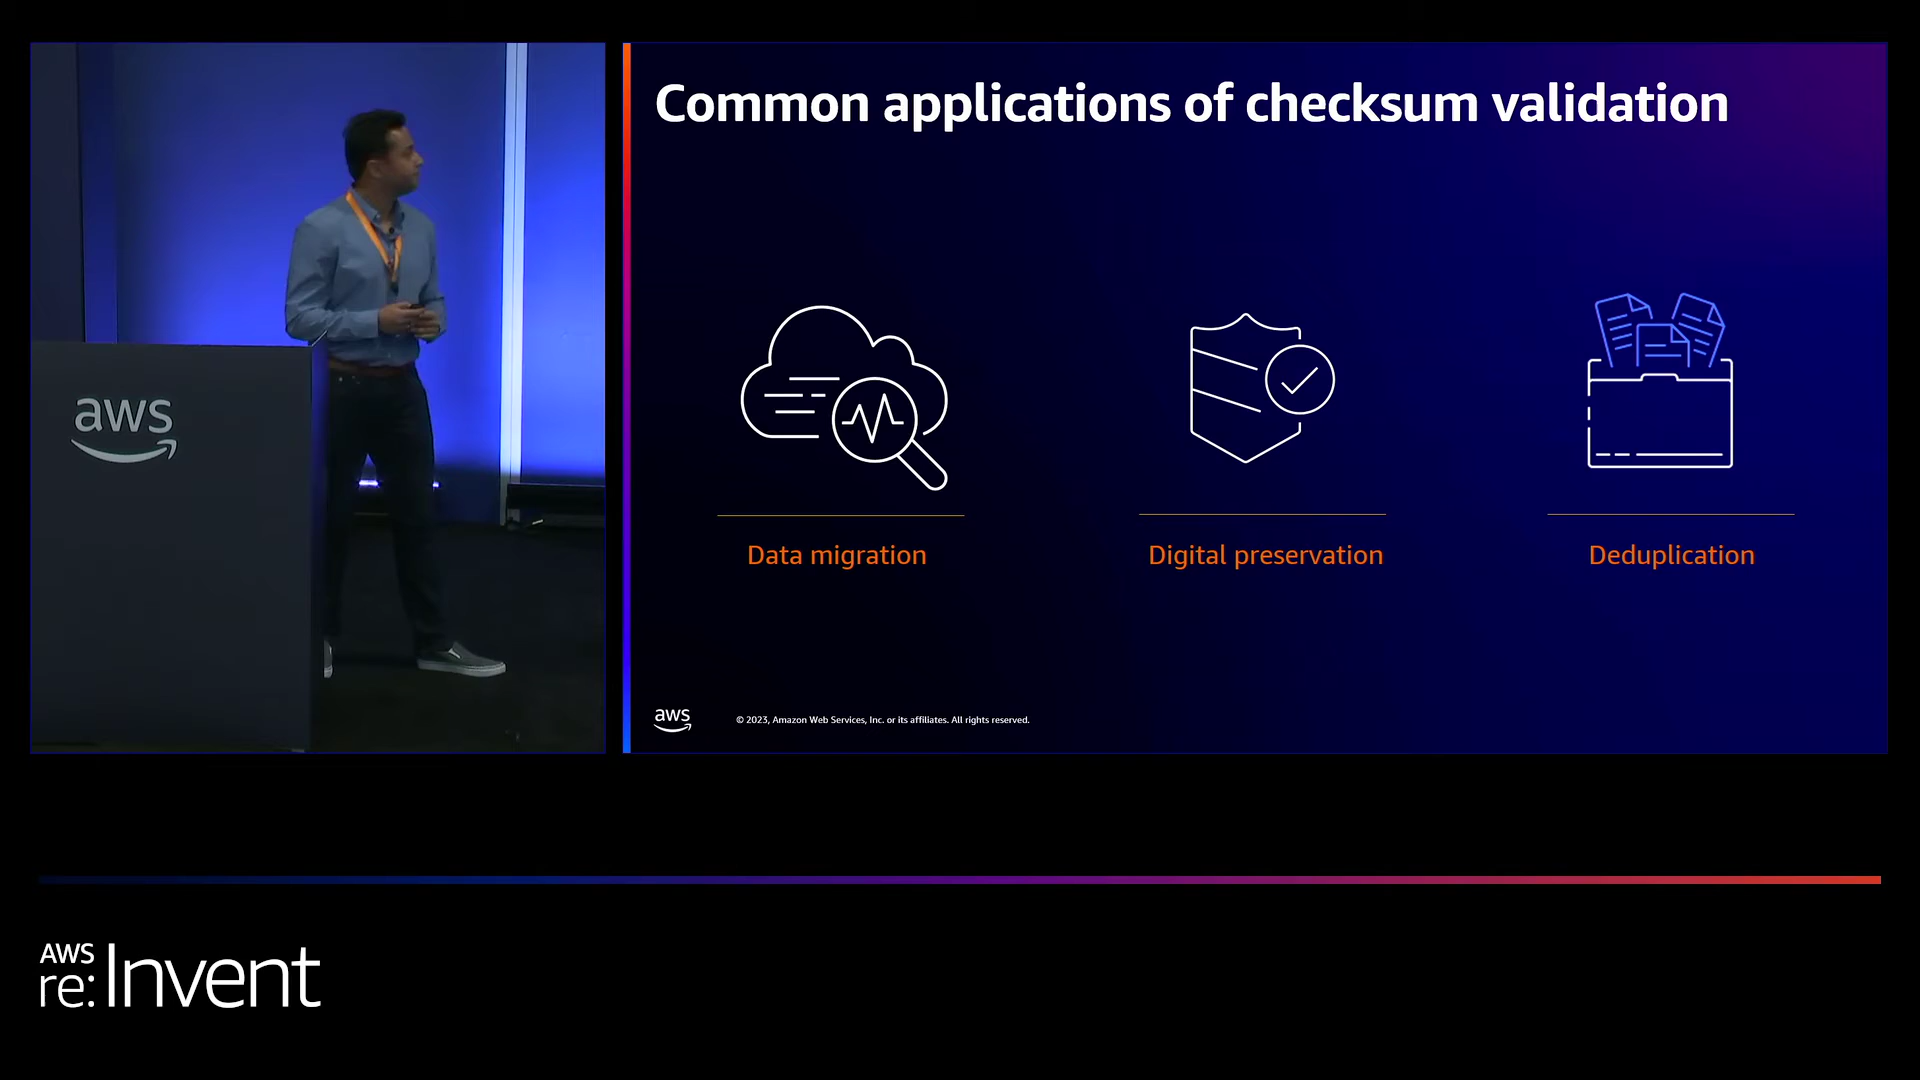 aws
Common applications of checksum validation
Data migration
Digital preservation
Deduplication
aws
© 2023, Amazon Web Services, Inc. or its affiliates. All rights reserved.
AWS
re:Invent